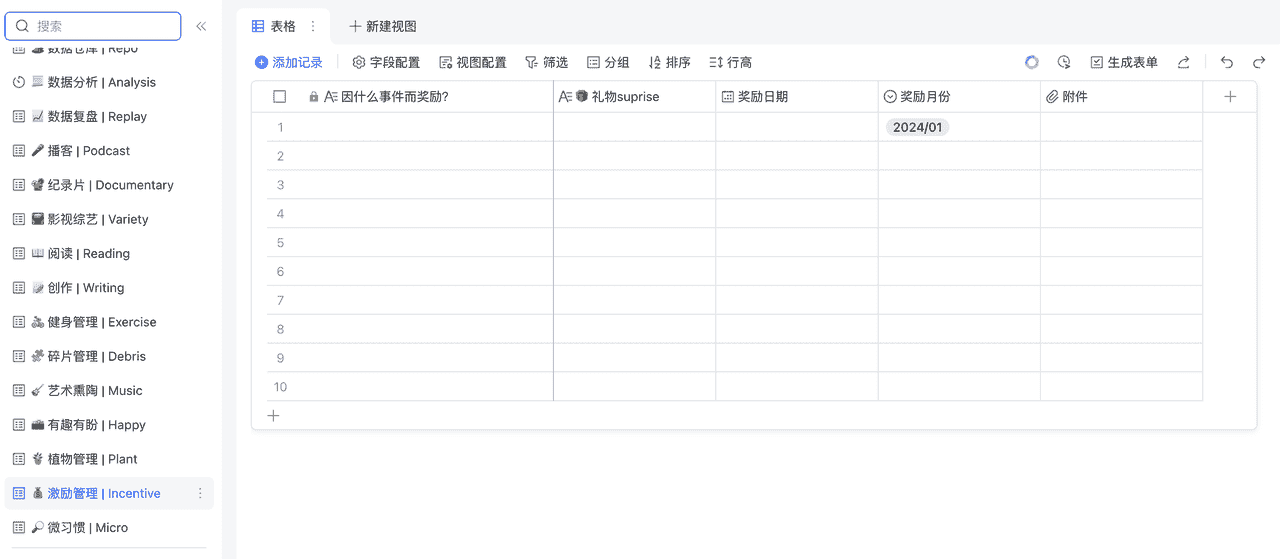 搜索
表格
新建视图
添加记录
字段配置
视图配置
筛选
分组
排序
行高
生成表单
数据仓库 | Repo
数据分析 | Analysis
数据复盘 | Replay
播客 | Podcast
纪录片 | Documentary
影视综艺 | Variety
阅读 | Reading
创作 | Writing
健身管理 | Exercise
碎片管理 | Debris
艺术熏陶 | Music
有趣有盼 | Happy
植物管理 | Plant
激励管理 | Incentive
微习惯 | Micro
因什么事件而奖励?
礼物suprise
奖励日期
奖励月份
附件
1
2024/01
2
3
4
5
6
7
8
9
10